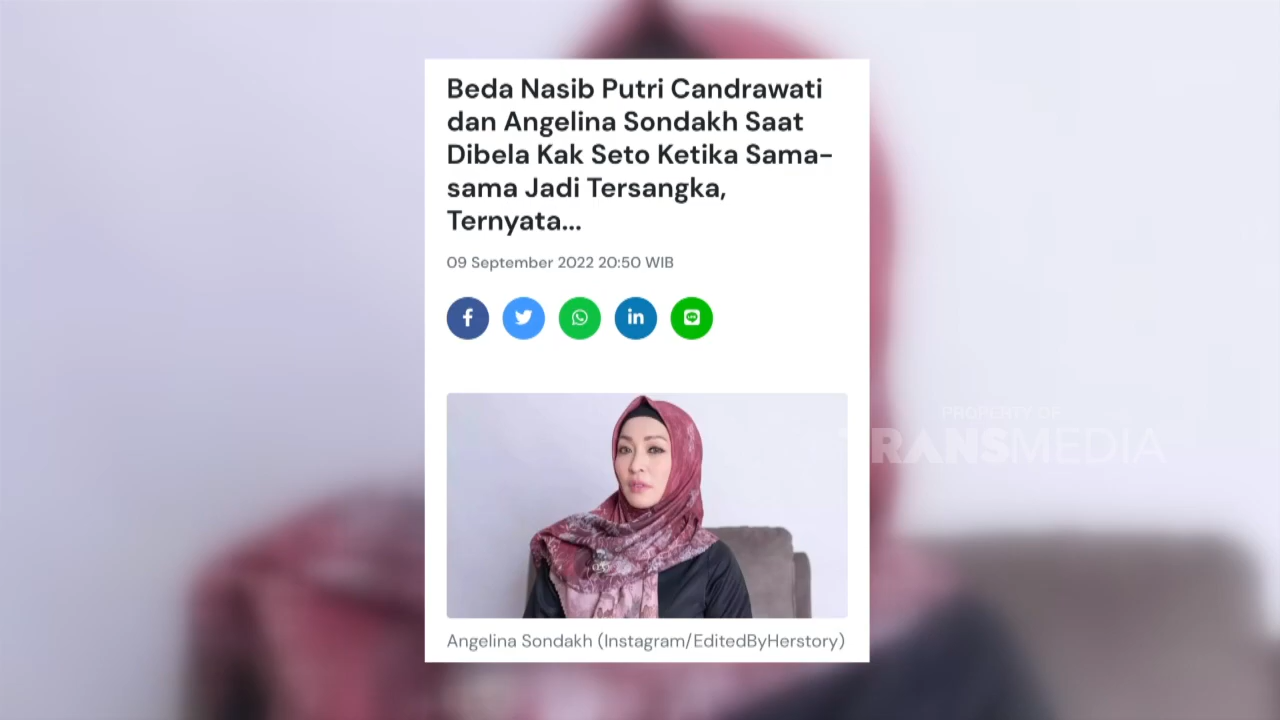 Beda Nasib Putri Candrawati
dan Angelina Sondakh Saat
Dibela Kak Seto Ketika Sama-
sama Jadi Tersangka,
Ternyata...
09 September 2022 20:50 WIB
PROPERTY OF
TRANSMEDIA
Angelina Sondakh (Instagram/EditedByHerstory)